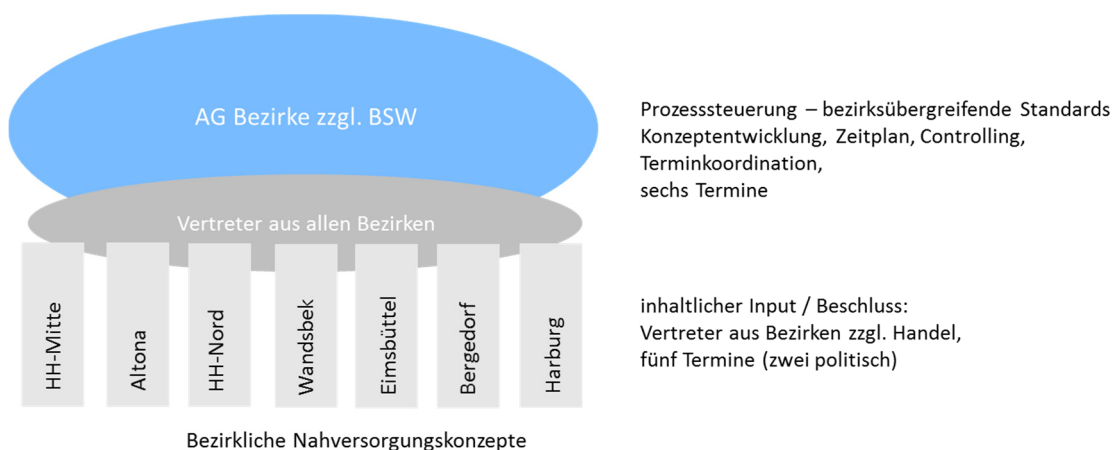 AG Bezirke zzgl. BSW
Prozesssteuerung – bezirksübergreifende Standards
Konzeptentwicklung, Zeitplan, Controlling,
Terminkoordination,
sechs Termine
Vertreter aus allen Bezirken
HH-Mitte
Altona
HH-Nord
Wandsbek
Eimsbüttel
Bergedorf
Harburg
inhaltlicher Input / Beschluss:
Vertreter aus Bezirken zzgl. Handel,
fünf Termine (zwei politisch)
Bezirkliche Nahversorgungskonzepte